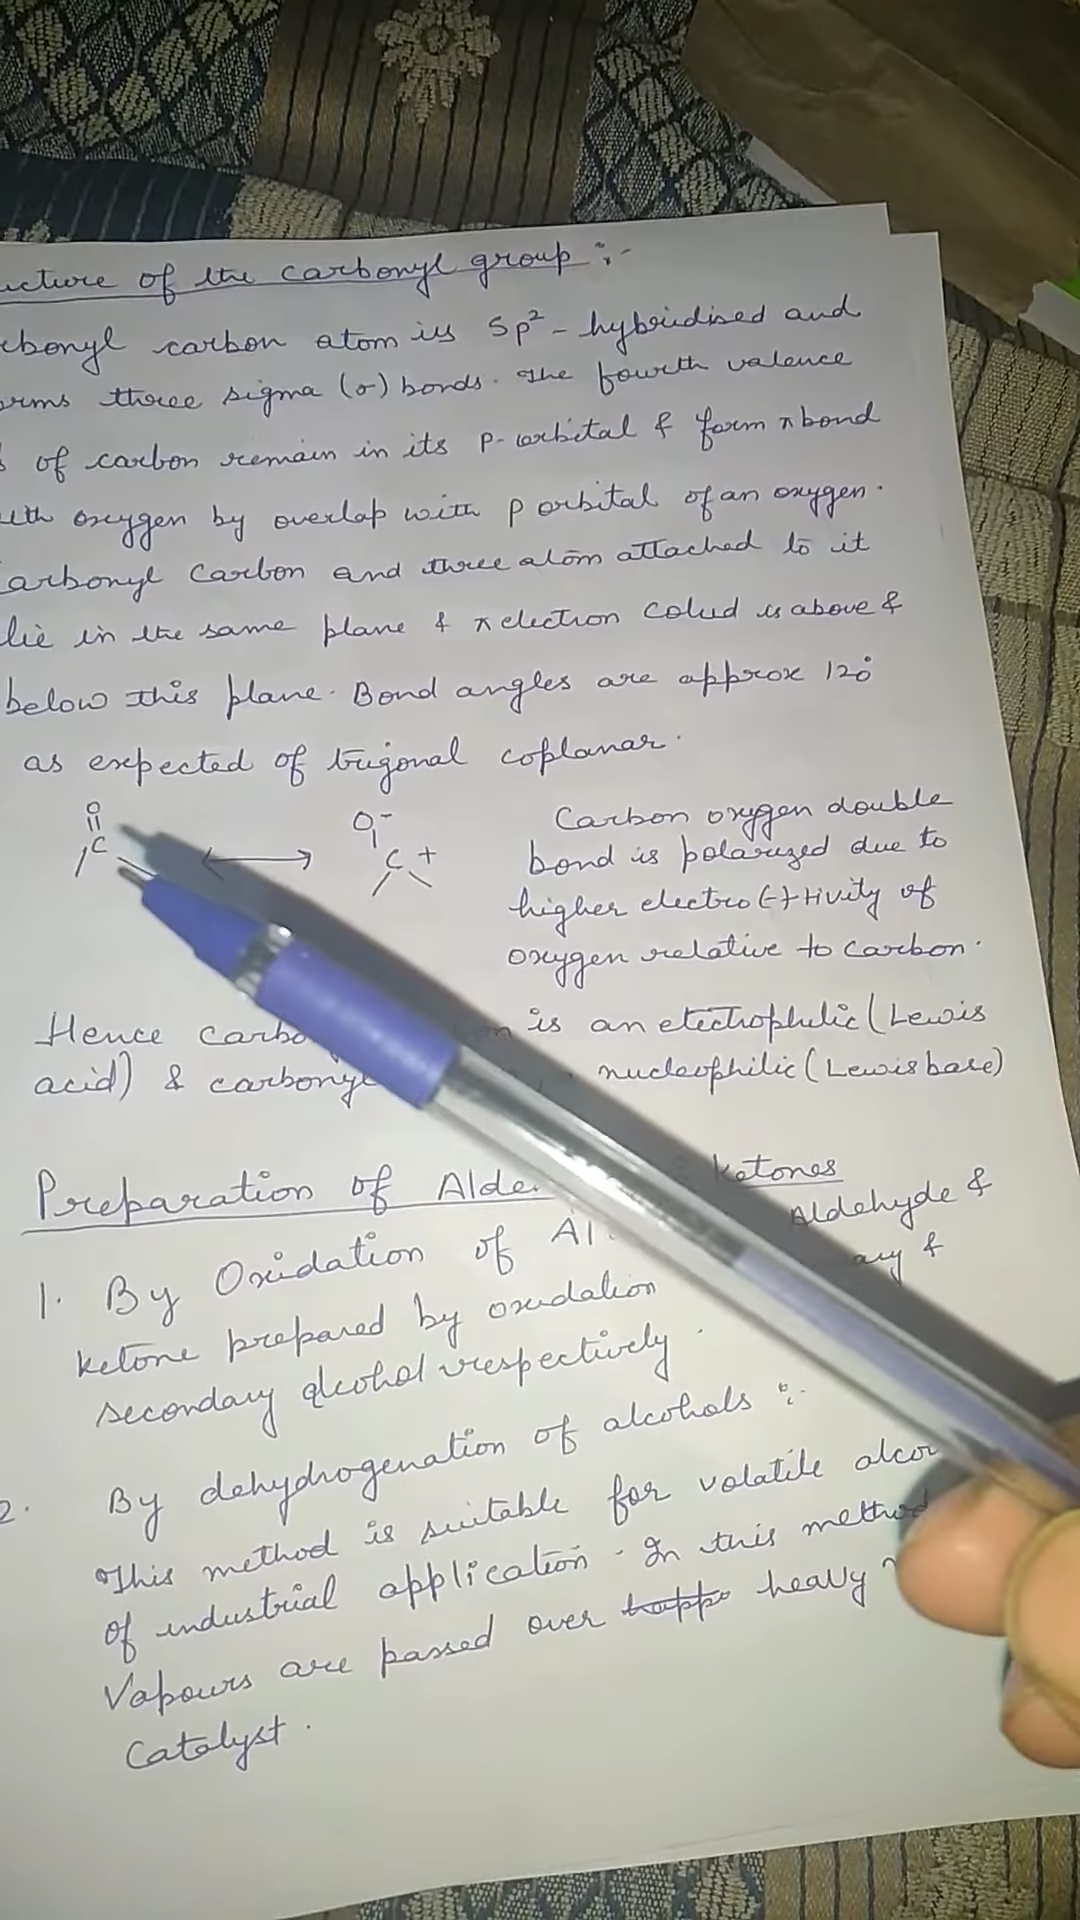 ucture of the carbonyl group :-
rbonyl carbon atom is sp² - hybridised and
orms three sigma (σ) bonds. The fourth valence
s of carbon remain in its p-orbital & form π bond
with oxygen by overlap with p orbital of an oxygen.
Carbonyl carbon and three atom attached to it
lie in the same plane & π electron colud is above &
below this plane. Bond angles are approx 120°
as expected of trigonal coplanar.
O
||
C
O-
C +
Carbon oxygen double
bond is polarized due to
higher electro(-)tivity of
oxygen relative to carbon.
Hence carbo is an electrophilic (Lewis
acid) & carbonyl nucleophilic (Lewis base)
Preparation of Alde ketones
1. By Oxidation of Al Aldehyde &
ketone prepared by oxidation ary &
secondary alcohol respectively.
2. By dehydrogenation of alcohols :-
This method is suitable for volatile alco
of industrial application. In this method
Vapours are passed over heavy
Catalyst.